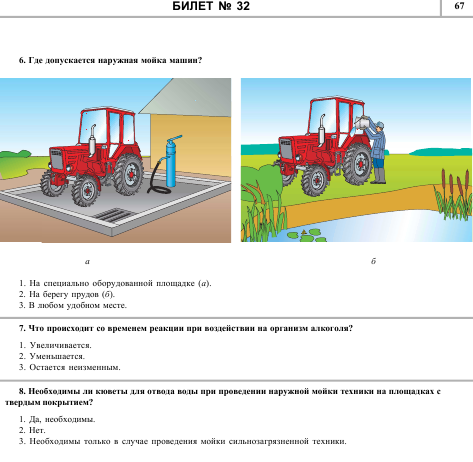 БИЛЕТ № 32
67
6. Где допускается наружная мойка машин?
а
б
1. На специально оборудованной площадке (а).
2. На берегу прудов (б).
3. В любом удобном месте.
7. Что происходит со временем реакции при воздействии на организм алкоголя?
1. Увеличивается.
2. Уменьшается.
3. Остается неизменным.
8. Необходимы ли кюветы для отвода воды при проведении наружной мойки техники на площадках с
твердым покрытием?
1. Да, необходимы.
2. Нет.
3. Необходимы только в случае проведения мойки сильнозагрязненной техники.